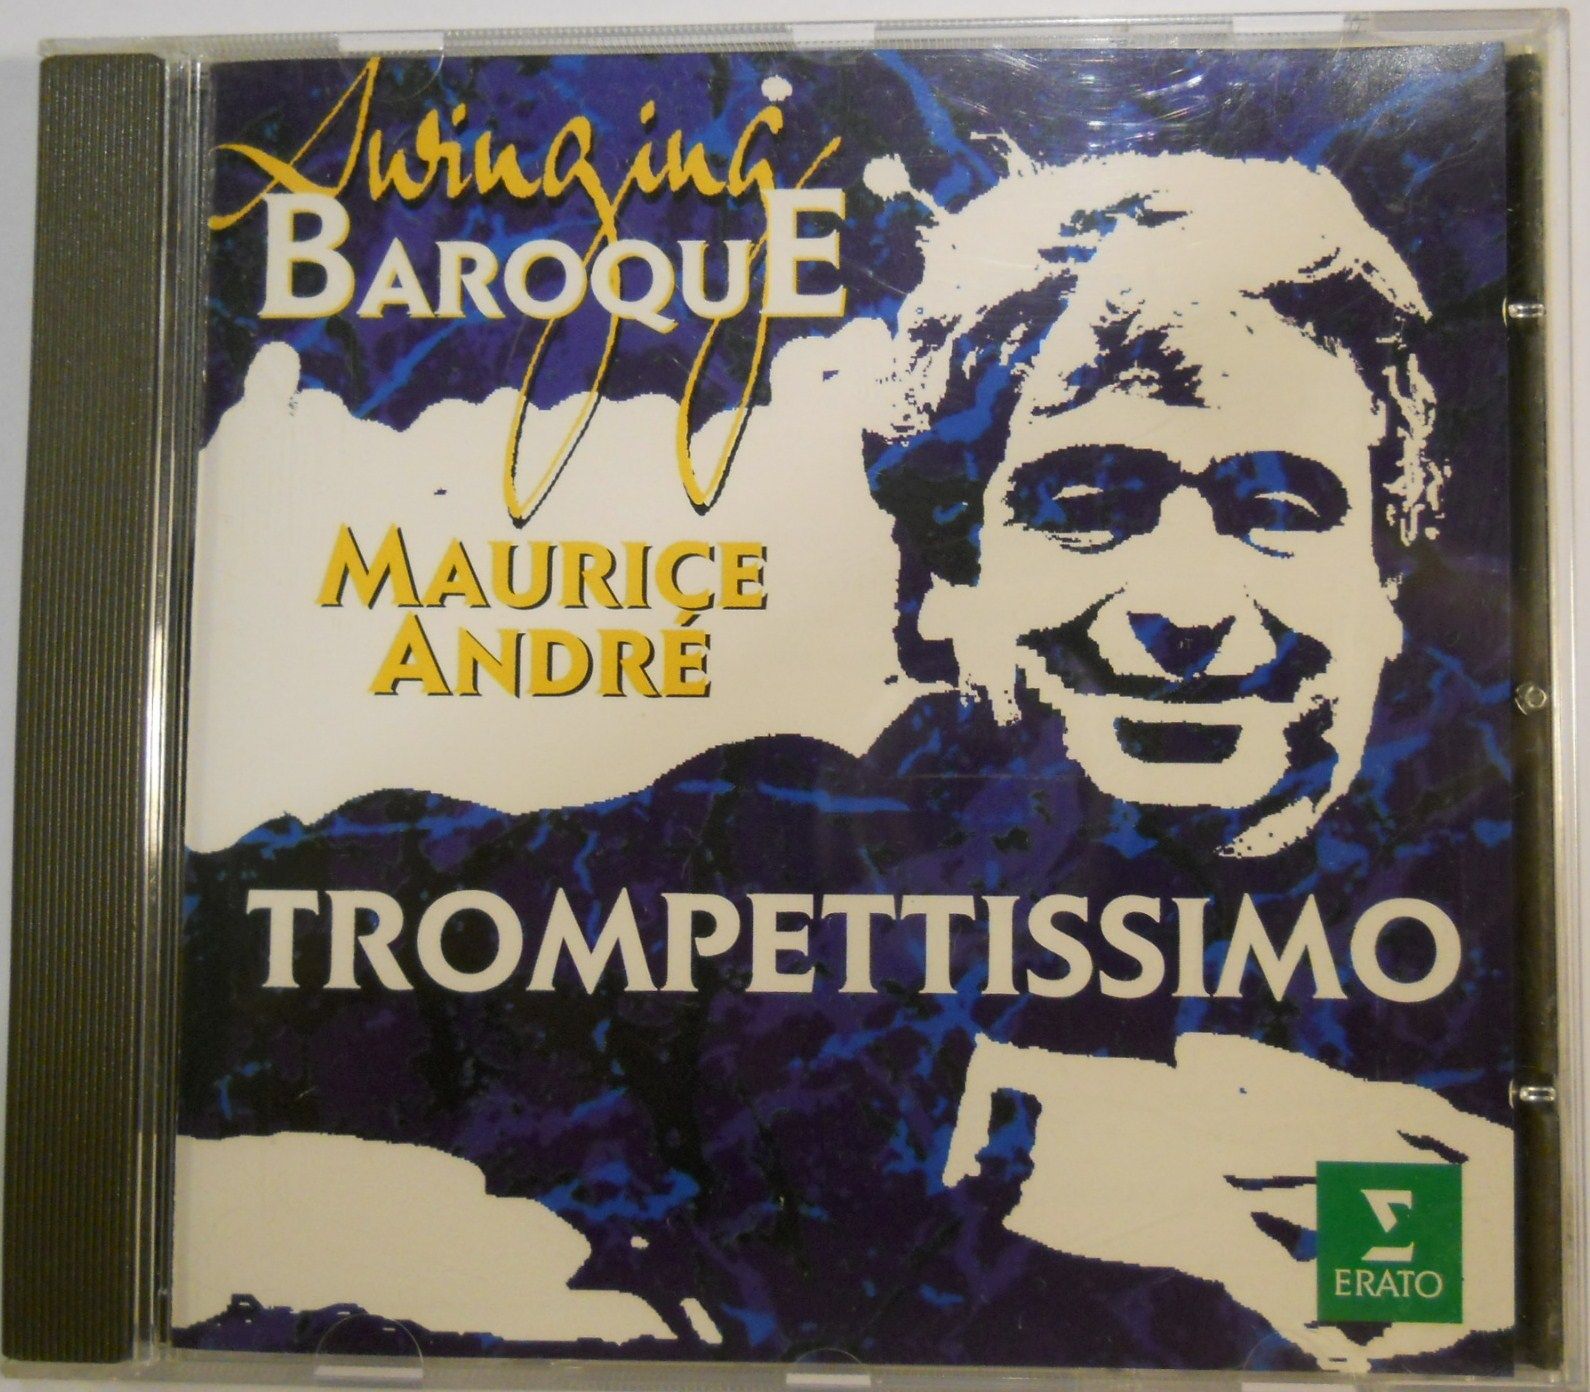 Swinging
BAROQUE
MAURICE
ANDRÉ
TROMPETTISSIMO
ERATO